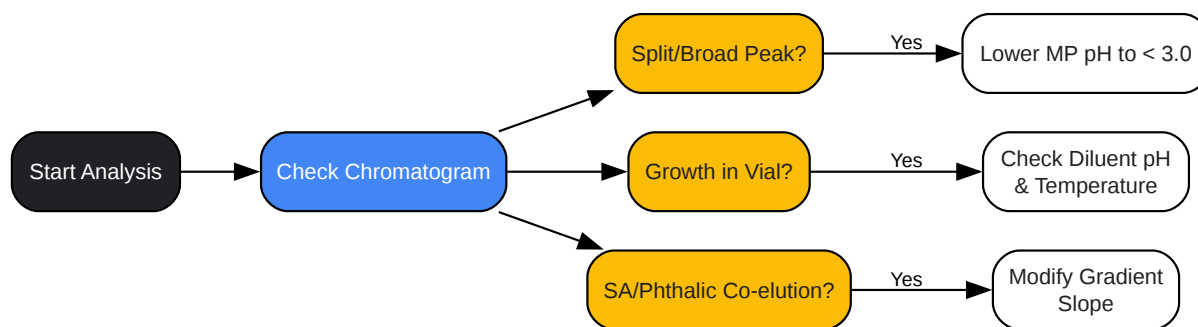 Start Analysis
Check Chromatogram
Split/Broad Peak?
Yes
Lower MP pH to < 3.0
Growth in Vial?
Yes
Check Diluent pH
& Temperature
SA/Phthalic Co-elution?
Yes
Modify Gradient
Slope